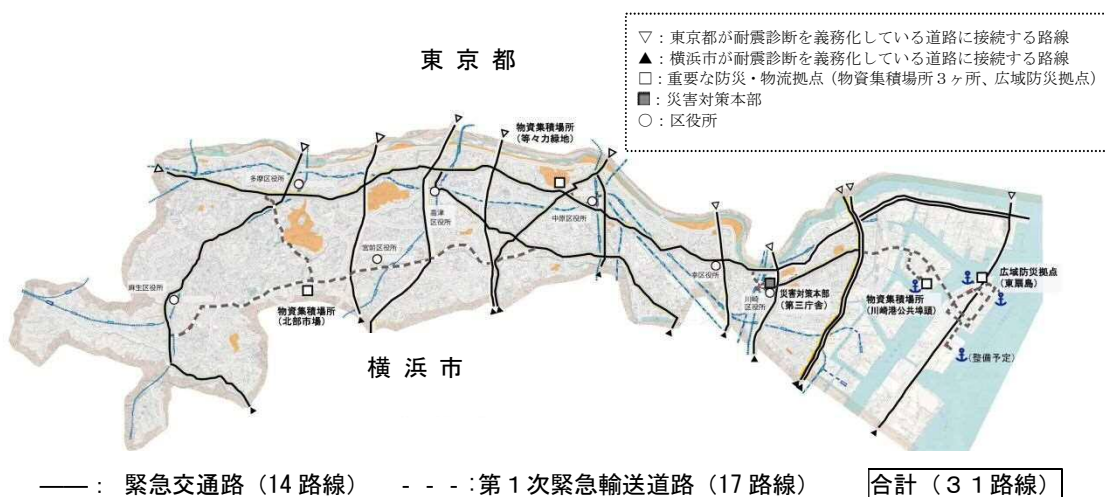 ▽：東京都が耐震診断を義務化している道路に接続する路線
▲：横浜市が耐震診断を義務化している道路に接続する路線
□：重要な防災・物流拠点（物資集積場所３ヶ所、広域防災拠点）
■：災害対策本部
○：区役所
東 京 都
物資集積場所
（等々力緑地）
多摩区役所
高津
区役所
中原区役所
宮前区役所
麻生区役所
物資集積場所
（北部市場）
幸区役所
川崎
区役所
災害対策本部
（第三庁舎）
物資集積場所
（川崎港公共埠頭）
広域防災拠点
（東扇島）
（整備予定）
横 浜 市
――： 緊急交通路（14 路線） - - -：第１次緊急輸送道路（17 路線） 合計（３１路線）